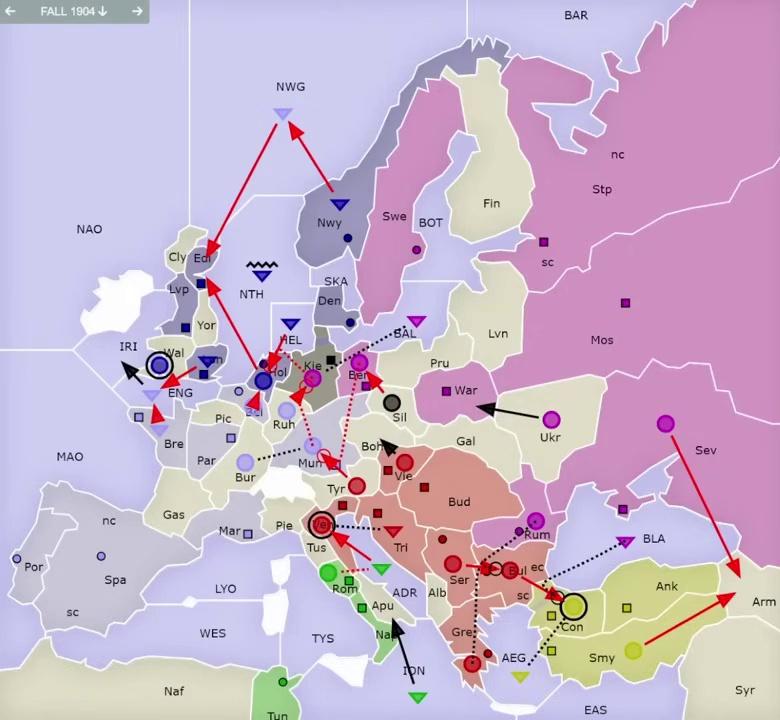 FALL 1904
BAR
NWG
nc
Stp
Fin
Swe
Nwy
BOT
NAO
Cly
Edi
sc
NTH
SKA
Lvp
Den
Mos
Yor
HEL
BAL
Lvn
IRI
Wal
Hol
Kie
Ber
Pru
War
ENG
Sil
Pic
Ruh
Ukr
Sev
Bre
Boh
Gal
MAO
Par
Mun
Bur
Vie
Tyr
Bud
nc
Gas
Mar
Pie
Ven
Rum
BLA
Por
Tus
Tri
Spa
Ser
Bul
ec
LYO
Rom
ADR
Alb
sc
Ank
Arm
sc
Apu
Con
WES
Nap
Gre
TYS
AEG
Smy
ION
Naf
Syr
EAS
Tun